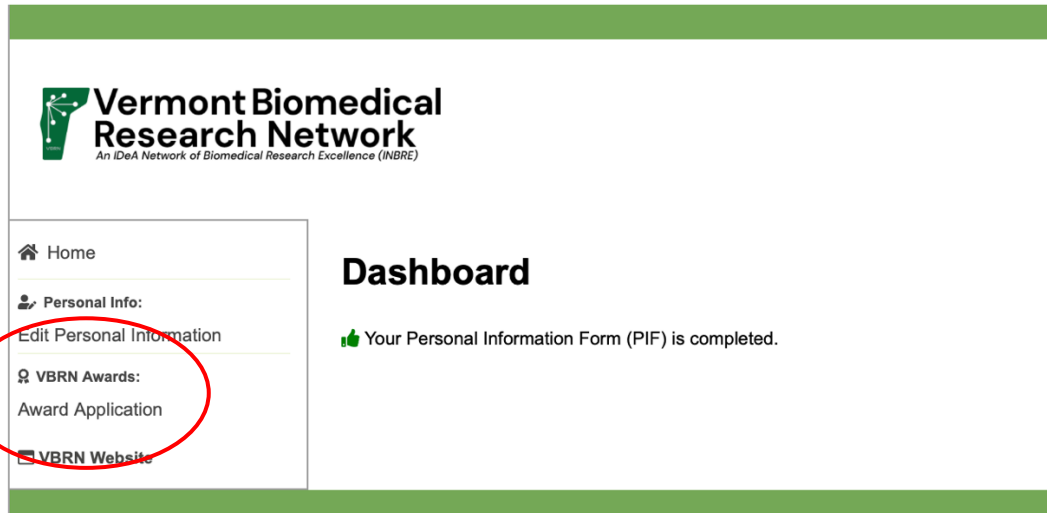 Vermont Biomedical
Research Network
An IDeA Network of Biomedical Research Excellence (INBRE)
Home
Personal Info:
Edit Personal Information
VBRN Awards:
Award Application
VBRN Website
Dashboard
Your Personal Information Form (PIF) is completed.